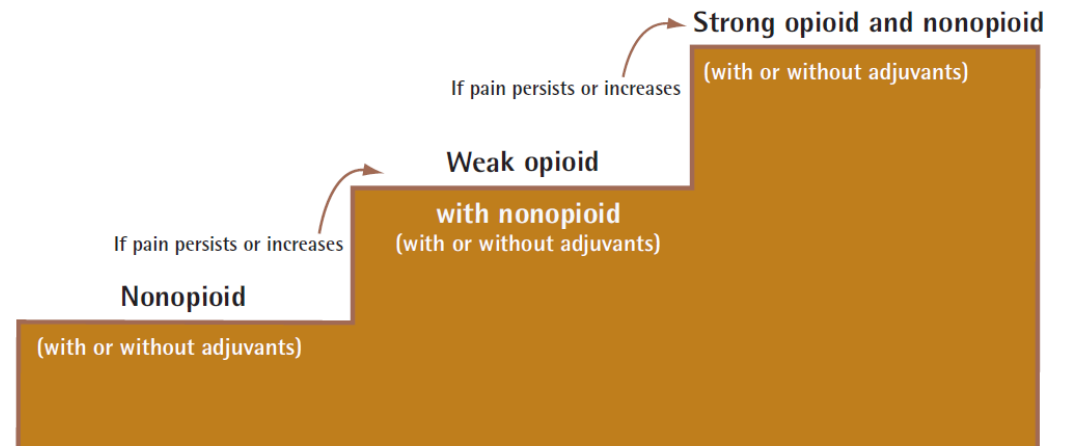 Strong opioid and nonopioid
(with or without adjuvants)
If pain persists or increases
Weak opioid
with nonopioid
(with or without adjuvants)
If pain persists or increases
Nonopioid
(with or without adjuvants)